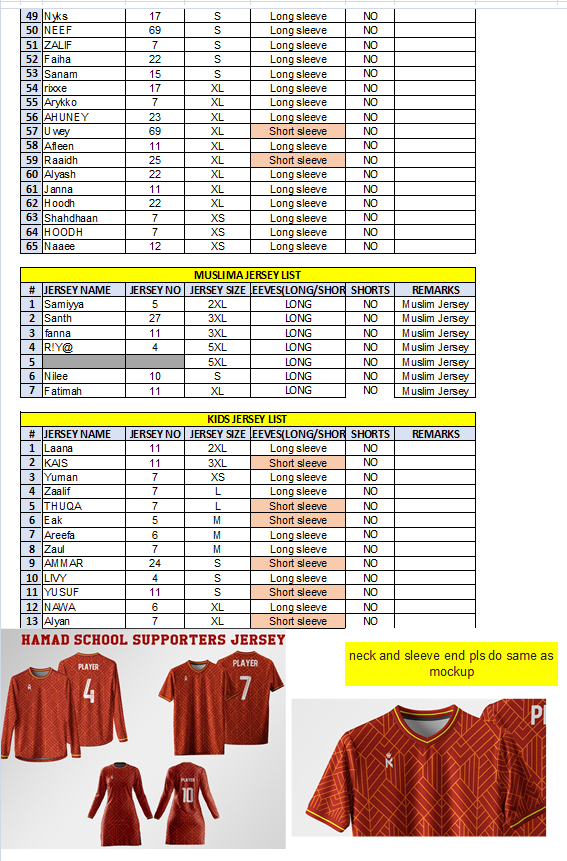 49 Nyks 17 S Long sleeve NO
50 NEEF 69 S Long sleeve NO
51 ZALIF 7 S Long sleeve NO
52 Faiha 22 S Long sleeve NO
53 Sanam 15 S Long sleeve NO
54 rixxe 17 XL Long sleeve NO
55 Arykko 7 XL Long sleeve NO
56 AHUNEY 23 XL Long sleeve NO
57 Uwey 69 XL Short sleeve NO
58 Afleen 11 XL Long sleeve NO
59 Raaidh 25 XL Short sleeve NO
60 Alyash 22 XL Long sleeve NO
61 Janna 11 XL Long sleeve NO
62 Hoodh 22 XL Long sleeve NO
63 Shahdhaan 7 XS Long sleeve NO
64 HOODH 7 XS Long sleeve NO
65 Naaee 12 XS Long sleeve NO
MUSLIMA JERSEY LIST
# JERSEY NAME JERSEY NO JERSEY SIZE EEVES(LONG/SHOR SHORTS REMARKS
1 Samiyya 5 2XL LONG NO Muslim Jersey
2 Santh 27 3XL LONG NO Muslim Jersey
3 fanna 11 3XL LONG NO Muslim Jersey
4 R!Y@ 4 5XL LONG NO Muslim Jersey
5 5XL LONG NO Muslim Jersey
6 Nilee 10 S LONG NO Muslim Jersey
7 Fatimah 11 XL LONG NO Muslim Jersey
KIDS JERSEY LIST
# JERSEY NAME JERSEY NO JERSEY SIZE EEVES(LONG/SHOR SHORTS REMARKS
1 Laana 11 2XL Long sleeve NO
2 KAIS 11 3XL Short sleeve NO
3 Yuman 7 XS Long sleeve NO
4 Zaalif 7 L Long sleeve NO
5 THUQA 7 L Short sleeve NO
6 Eak 5 M Short sleeve NO
7 Areefa 6 M Long sleeve NO
8 Zaul 7 M Long sleeve NO
9 AMMAR 24 S Short sleeve NO
10 LIVY 4 S Long sleeve NO
11 YUSUF 11 S Short sleeve NO
12 NAWA 6 XL Long sleeve NO
13 Alyan 7 XL Short sleeve NO
HAMAD SCHOOL SUPPORTERS JERSEY
PLAYER
4
PLAYER
7
PLAYER
10
neck and sleeve end pls do same as
mockup
Pl